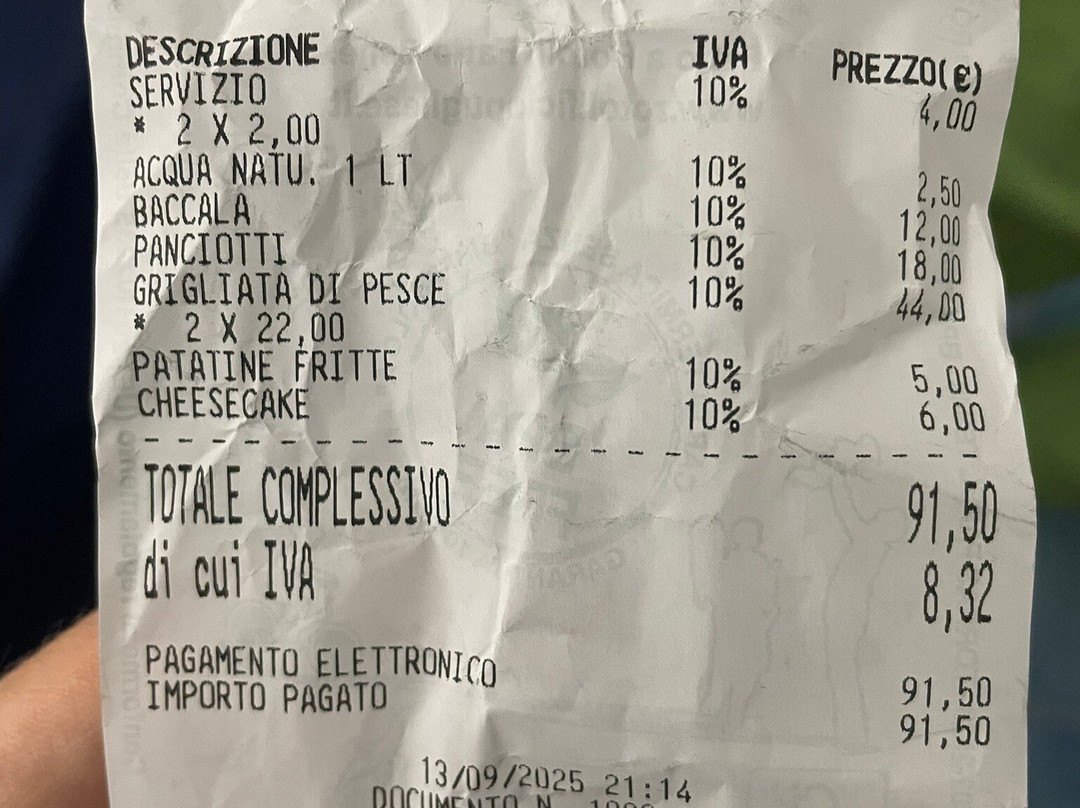 DESCRIZIONE IVA PREZZO(€)
SERVIZIO 10% 4,00
* 2 X 2,00
ACQUA NATU. 1 LT 10% 2,50
BACCALA 10% 12,00
PANCIOTTI 10% 18,00
GRIGLIATA DI PESCE 10% 44,00
* 2 X 22,00
PATATINE FRITTE 10% 5,00
CHEESECAKE 10% 6,00
TOTALE COMPLESSIVO 91,50
di cui IVA 8,32
PAGAMENTO ELETTRONICO 91,50
IMPORTO PAGATO 91,50
13/09/2025 21:14
DOCUMENTO N.